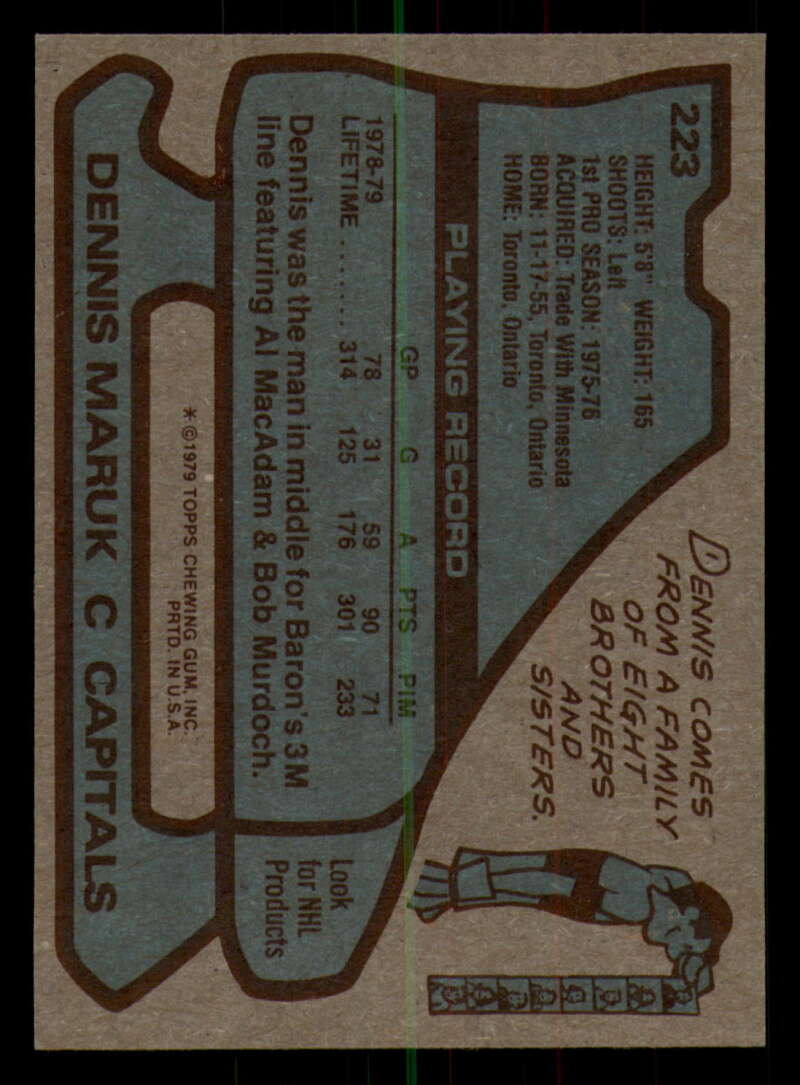 223
HEIGHT: 5'8" WEIGHT: 165
SHOOTS: Left
1st PRO SEASON: 1975-76
ACQUIRED: Trade With Minnesota
BORN: 11-17-55, Toronto, Ontario
HOME: Toronto, Ontario
DENNIS COMES
FROM A FAMILY
OF EIGHT
BROTHERS
AND
SISTERS.
PLAYING RECORD
GP G A PTS PIM
1978-79 78 31 59 90 71
LIFETIME ....... 314 125 176 301 233
Dennis was the man in middle for Baron's 3M
line featuring Al MacAdam & Bob Murdoch.
Look
for NHL
Products
* ©1979 TOPPS CHEWING GUM, INC.
PRTD. IN U.S.A.
DENNIS MARUK C CAPITALS